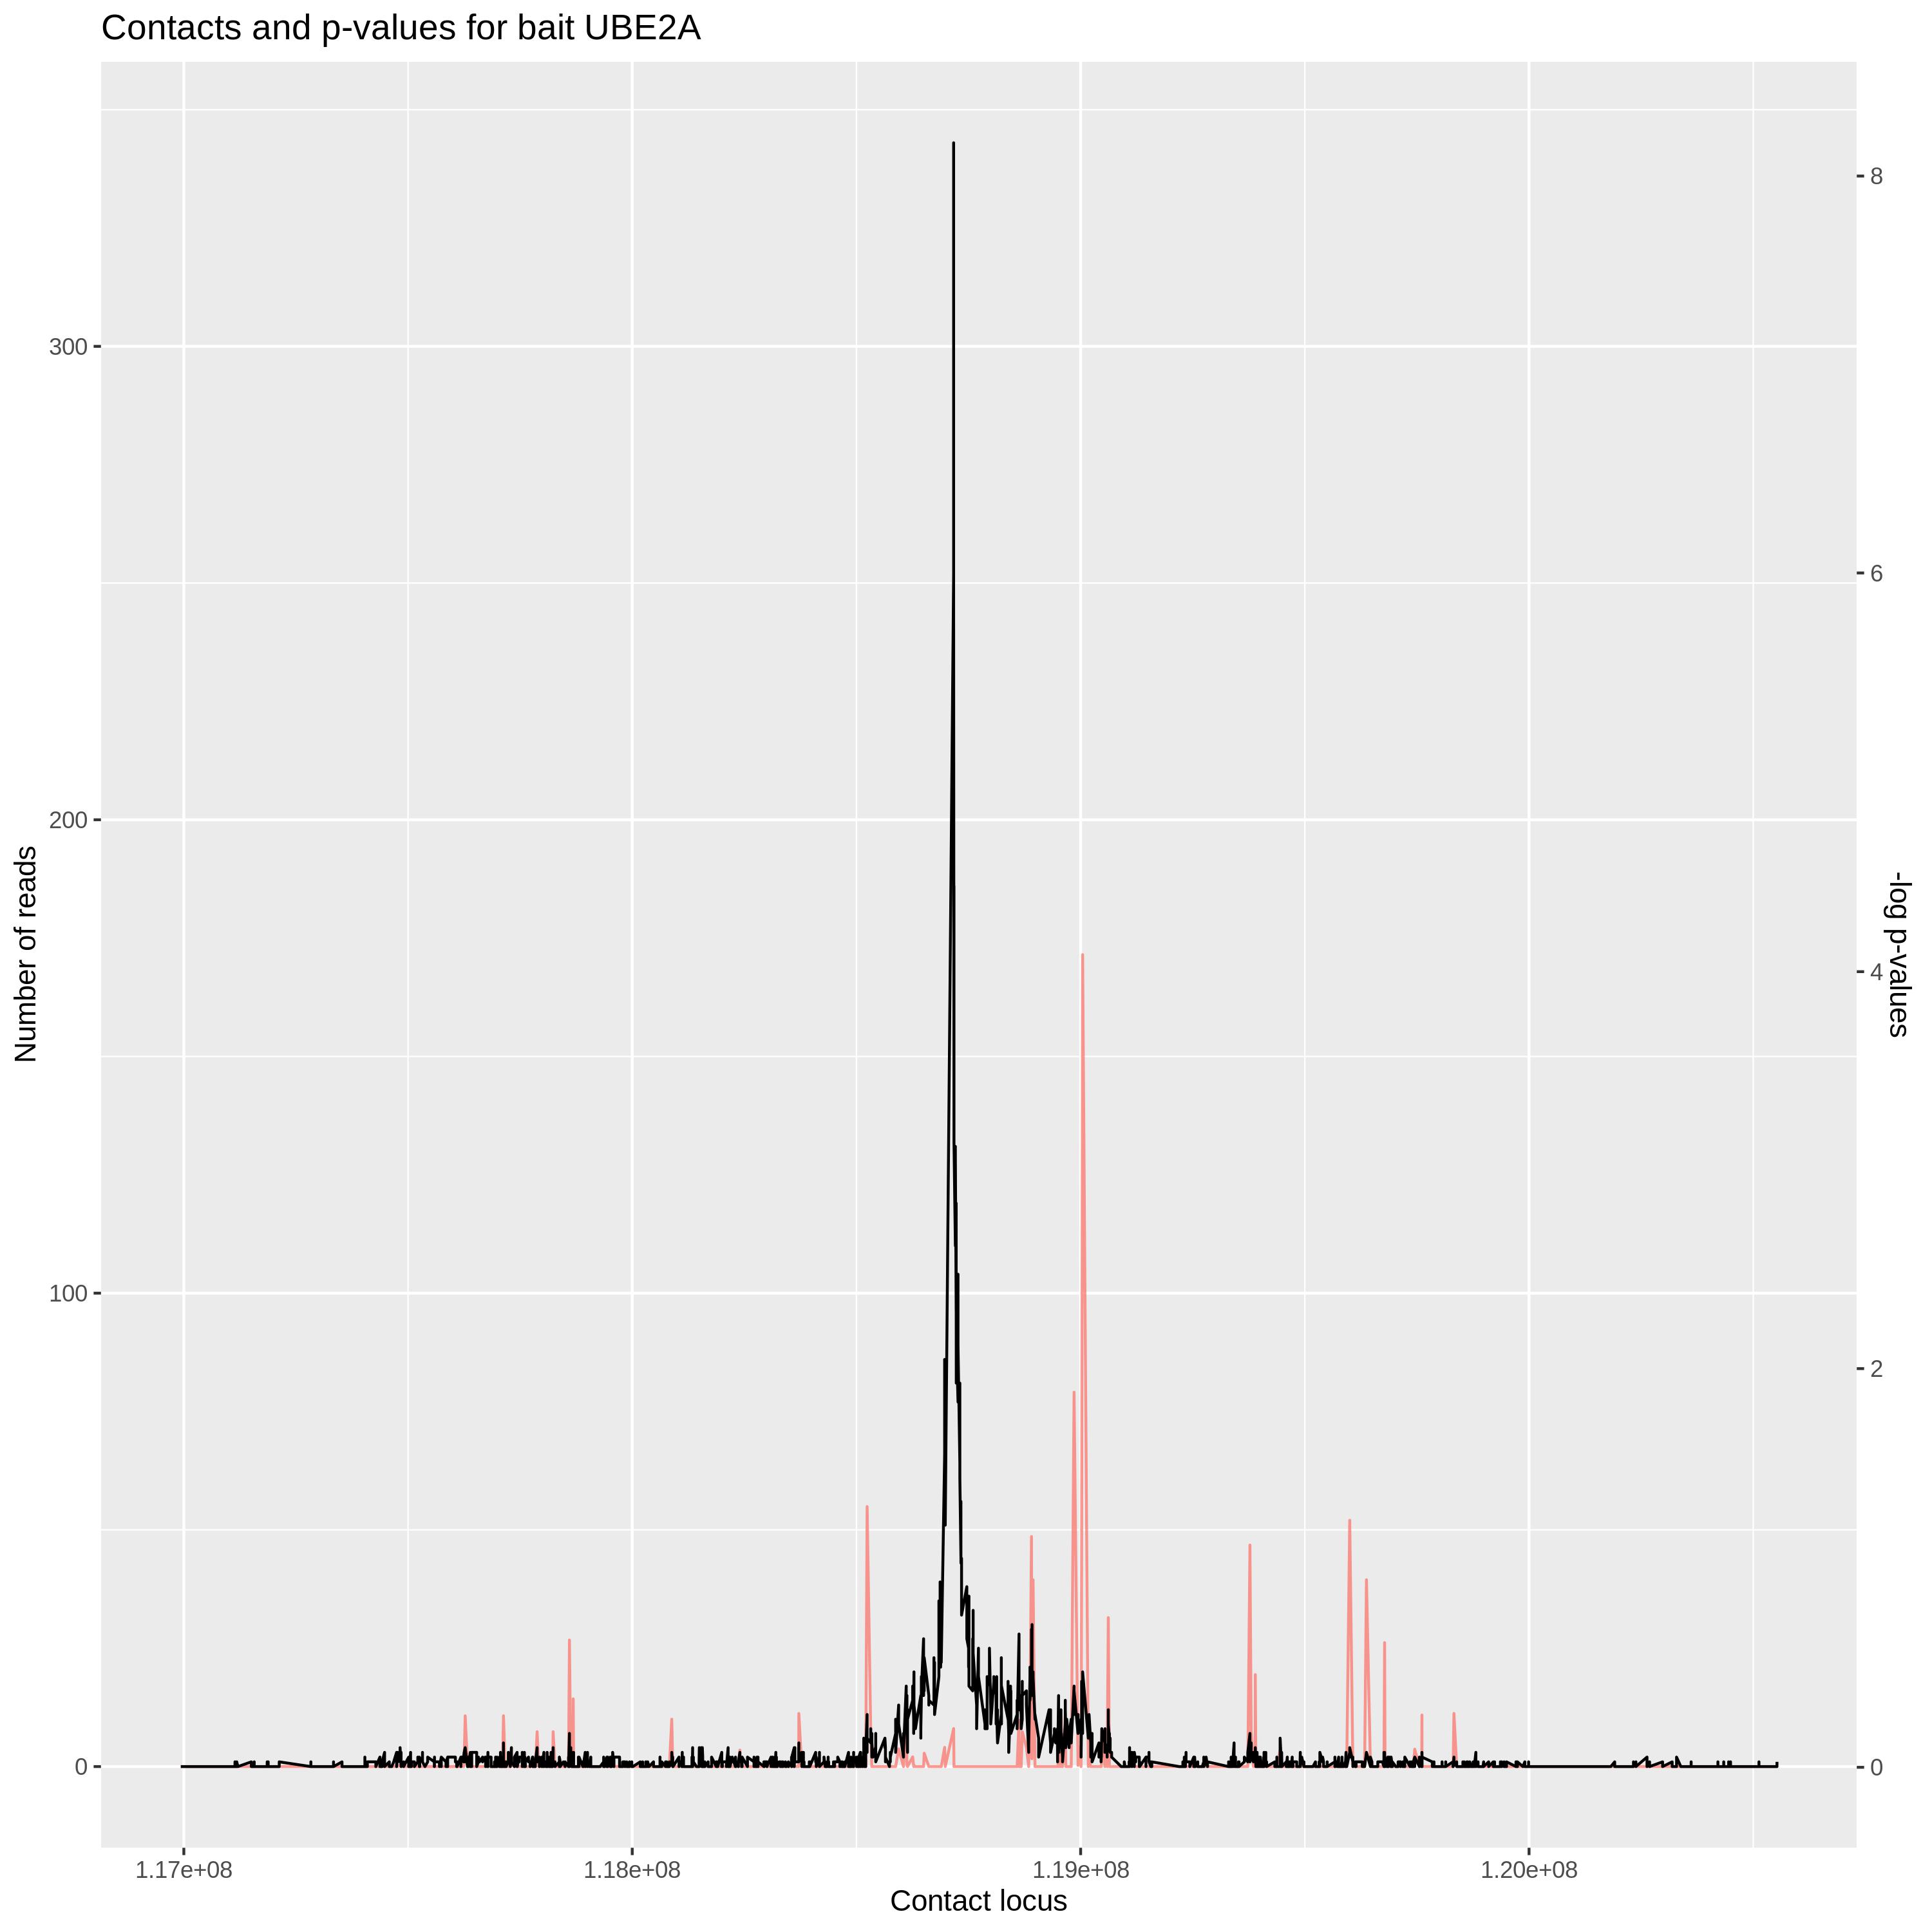 Contacts and p-values for bait UBE2A
Number of reads
300
200
100
0
8
6
4
2
0
-log p-values
1.17e+08
1.18e+08
1.19e+08
1.20e+08
Contact locus